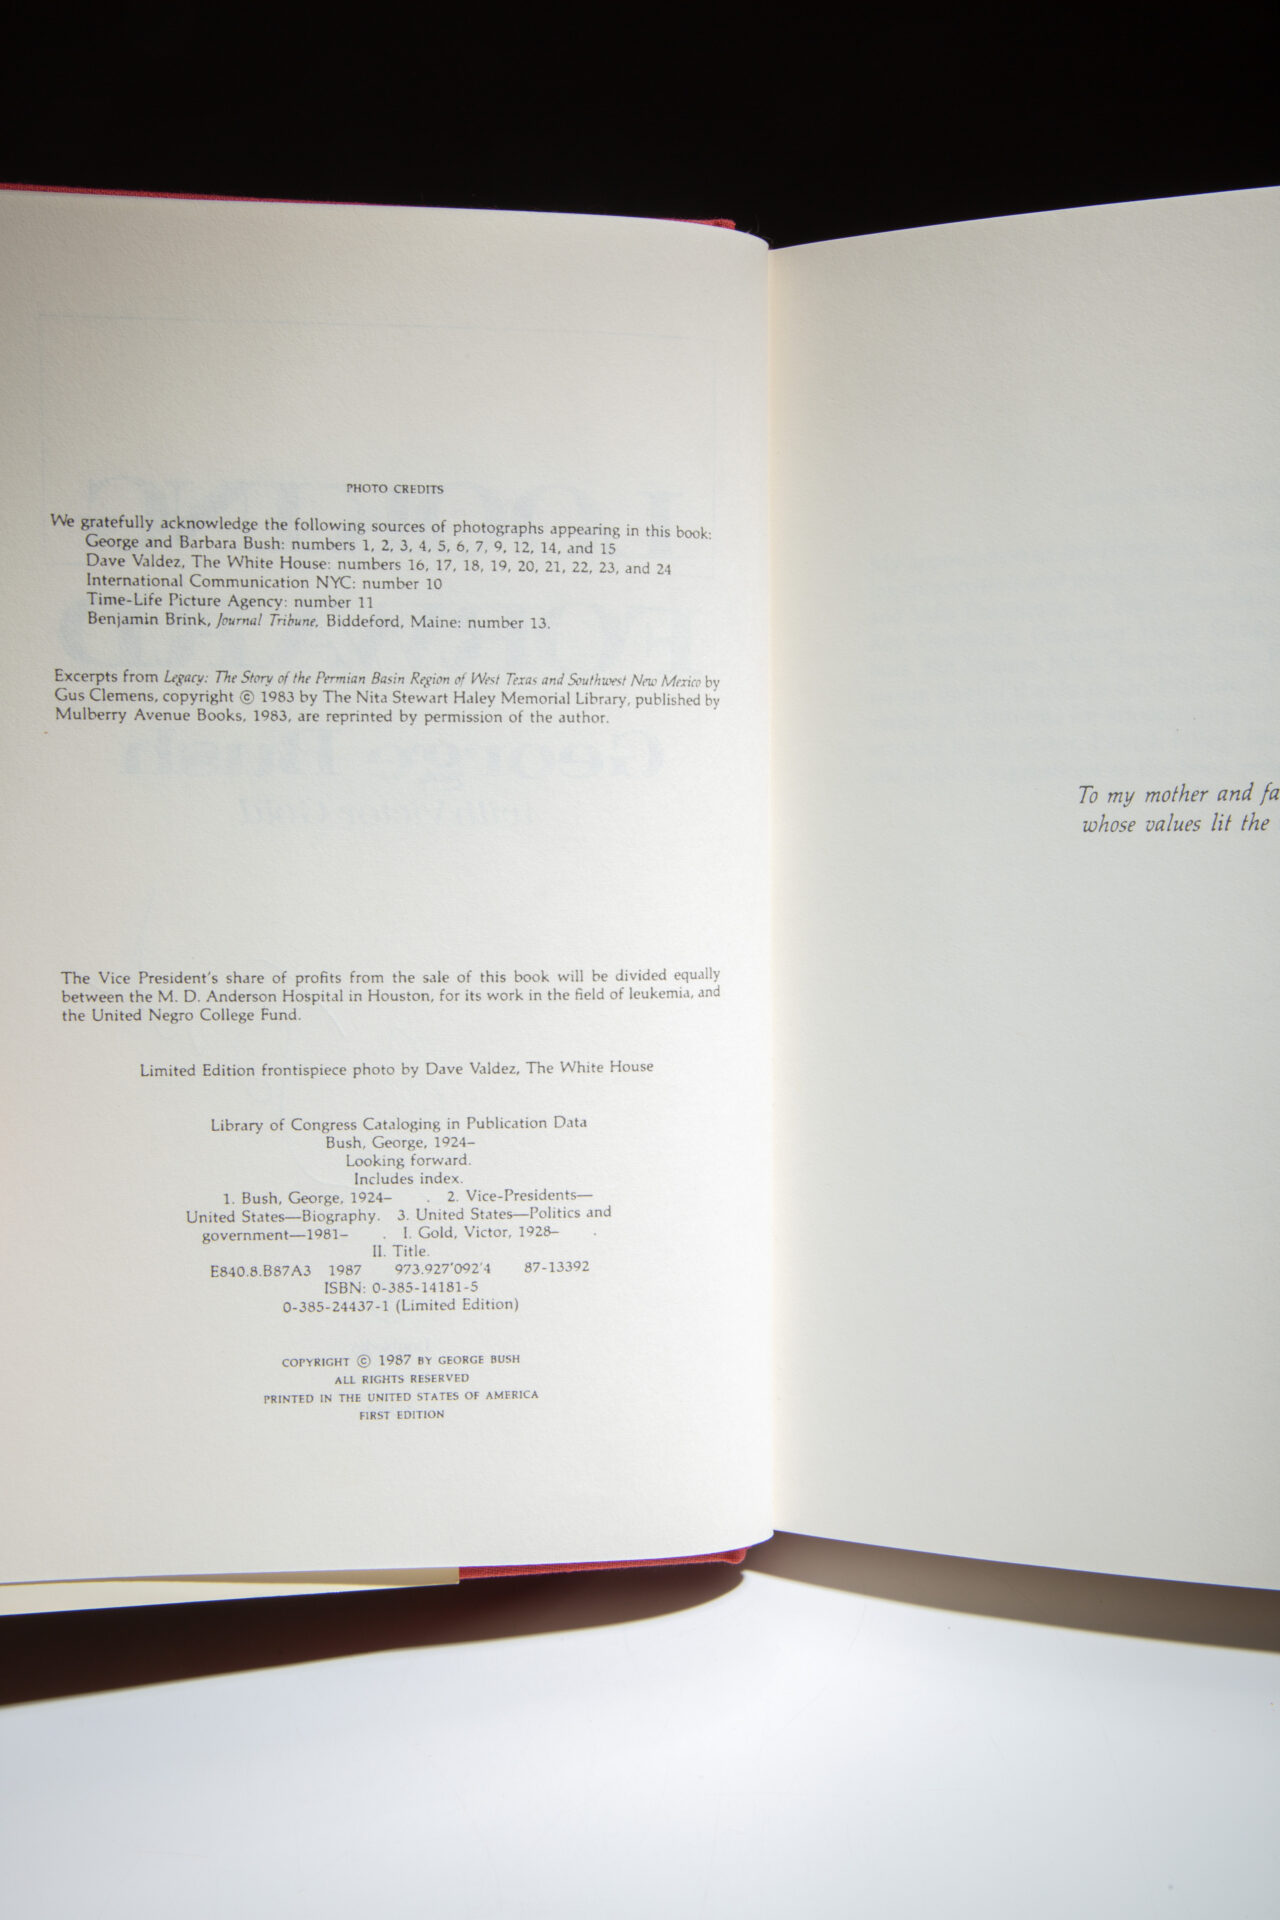 PHOTO CREDITS
We gratefully acknowledge the following sources of photographs appearing in this book:
George and Barbara Bush: numbers 1, 2, 3, 4, 5, 6, 7, 9, 12, 14, and 15
Dave Valdez, The White House: numbers 16, 17, 18, 19, 20, 21, 22, 23, and 24
International Communication NYC: number 10
Time-Life Picture Agency: number 11
Benjamin Brink, Journal Tribune, Biddeford, Maine: number 13.
Excerpts from Legacy: The Story of the Permian Basin Region of West Texas and Southwest New Mexico by
Gus Clemens, copyright © 1983 by The Nita Stewart Haley Memorial Library, published by
Mulberry Avenue Books, 1983, are reprinted by permission of the author.
The Vice President's share of profits from the sale of this book will be divided equally
between the M. D. Anderson Hospital in Houston, for its work in the field of leukemia, and
the United Negro College Fund.
Limited Edition frontispiece photo by Dave Valdez, The White House
Library of Congress Cataloging in Publication Data
Bush, George, 1924–
Looking forward.
Includes index.
1. Bush, George, 1924– . 2. Vice-Presidents—
United States—Biography. 3. United States—Politics and
government—1981– . I. Gold, Victor, 1928– .
II. Title.
E840.8.B87A3 1987 973.927'092'4 87-13392
ISBN: 0-385-14181-5
0-385-24437-1 (Limited Edition)
COPYRIGHT © 1987 BY GEORGE BUSH
ALL RIGHTS RESERVED
PRINTED IN THE UNITED STATES OF AMERICA
FIRST EDITION
To my mother and fa
whose values lit the